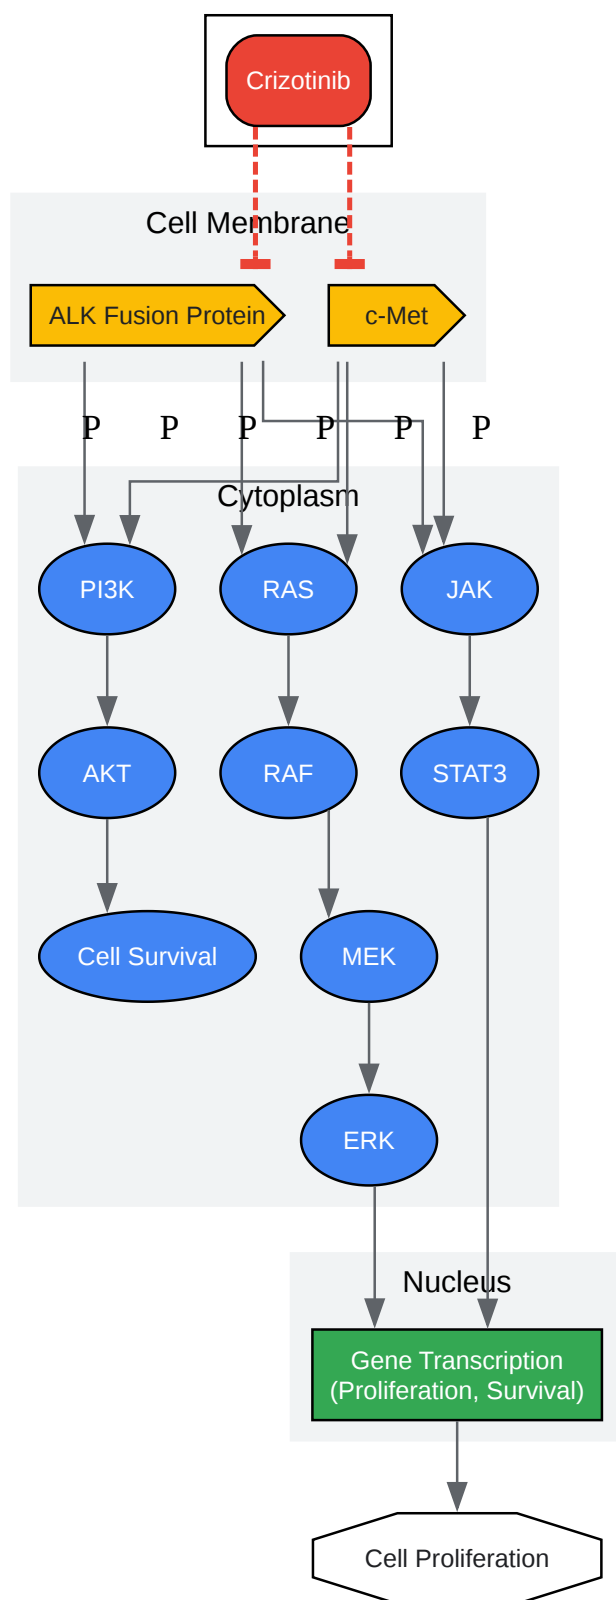 Crizotinib
Cell Membrane
ALK Fusion Protein
c-Met
P P P P P P
Cytoplasm
PI3K
RAS
JAK
AKT
RAF
STAT3
Cell Survival
MEK
ERK
Nucleus
Gene Transcription
(Proliferation, Survival)
Cell Proliferation